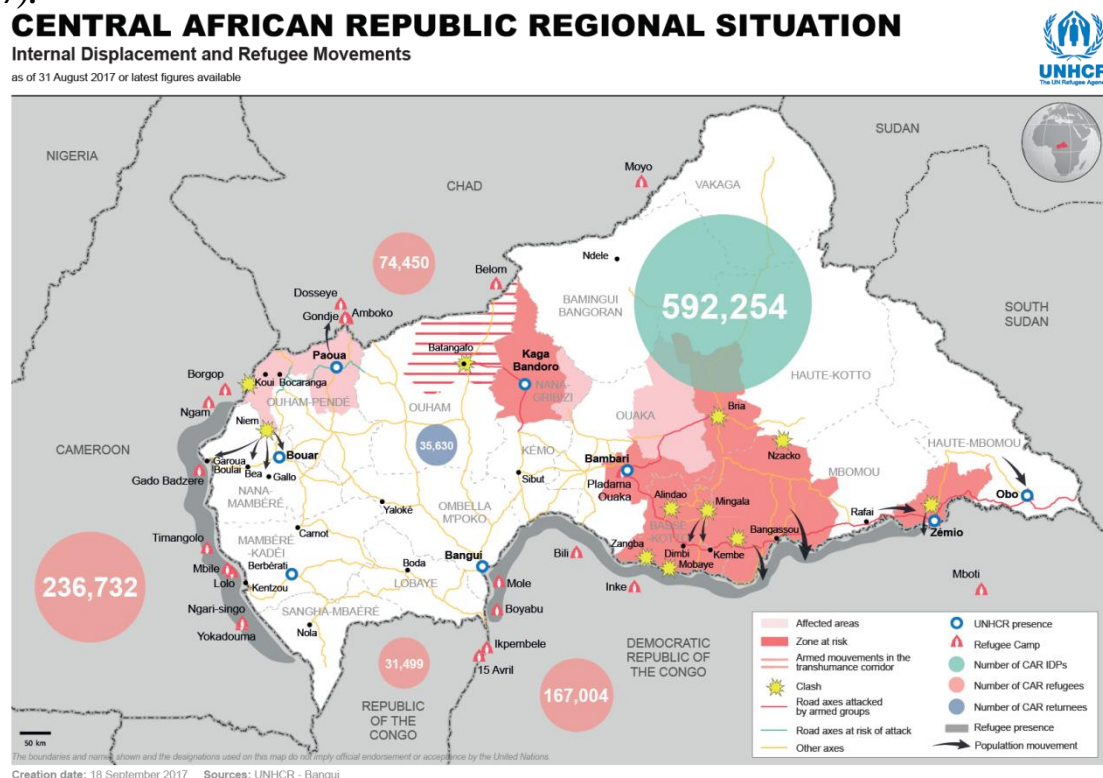 7).
CENTRAL AFRICAN REPUBLIC REGIONAL SITUATION
Internal Displacement and Refugee Movements
as of 31 August 2017 or latest figures available
UNHCR
The UN Refugee Agency
NIGERIA
SUDAN
CHAD
Moyo
VAKAGA
74,450
Belom
Ndele
Dosseye
Gondje
Amboko
BAMINGUI
BANGORAN
592,254
SOUTH
SUDAN
Paoua
Batangafo
Kaga
Bandoro
Borgop
Koui
Bocaranga
NANA-
GRIBIZI
HAUTE-KOTTO
Ngam
OUHAM-PENDÉ
OUHAM
OUAKA
Bria
Niem
35,630
KÉMO
HAUTE-MBOMOU
CAMEROON
Garoua
Boulai
Bouar
Bea
Gallo
Nzacko
Gado Badzere
Sibut
Bambari
Pladama
Ouaka
MBOMOU
Obo
NANA-
MAMBÉRÉ
Yaloké
OMBELLA
M'POKO
Alindao
Mingala
Rafai
Carnot
BASSE
-KOTTO
Bangassou
Zémio
Timangolo
MAMBÉRÉ
-KADÉI
Bangui
Bili
Zangba
Dimbi
Kembe
Mbile
Lolo
Berbérati
Boda
Mobaye
236,732
Kentzou
LOBAYE
Mole
Inke
Mboti
Ngari-singo
SANGHA-MBAÉRÉ
Boyabu
Yokadouma
Nola
Ikpembele
15 Avril
31,499
167,004
DEMOCRATIC
REPUBLIC OF
THE CONGO
REPUBLIC
OF THE
CONGO
Affected areas
Zone at risk
Armed mouvements in the
transhumance corridor
Clash
Road axes attacked
by armed groups
Road axes at risk of attack
Other axes
UNHCR presence
Refugee Camp
Number of CAR IDPs
Number of CAR refugees
Number of CAR returnees
Refugee presence
Population mouvement
50 km
The boundaries and names shown and the designations used on this map do not imply official endorsement or acceptance by the United Nations.
Creation date: 18 September 2017 Sources: UNHCR - Bangui